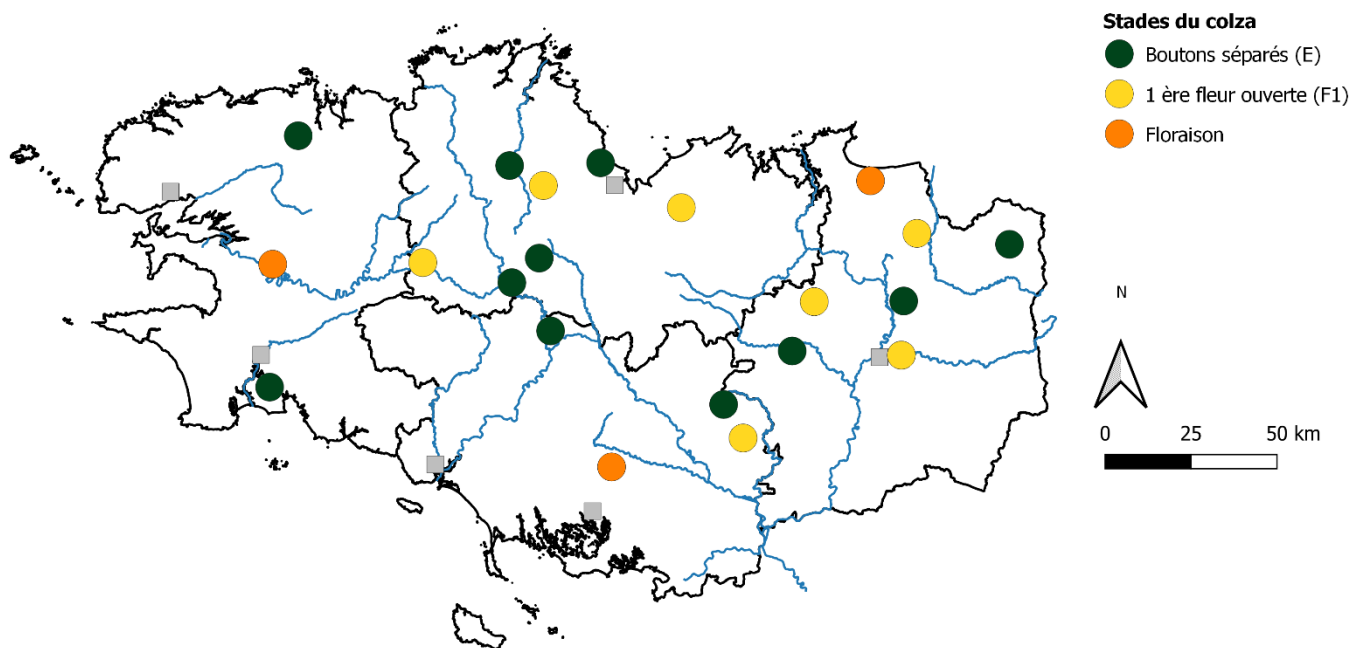 Stades du colza
Boutons séparés (E)
1 ère fleur ouverte (F1)
Floraison
N
0 25 50 km